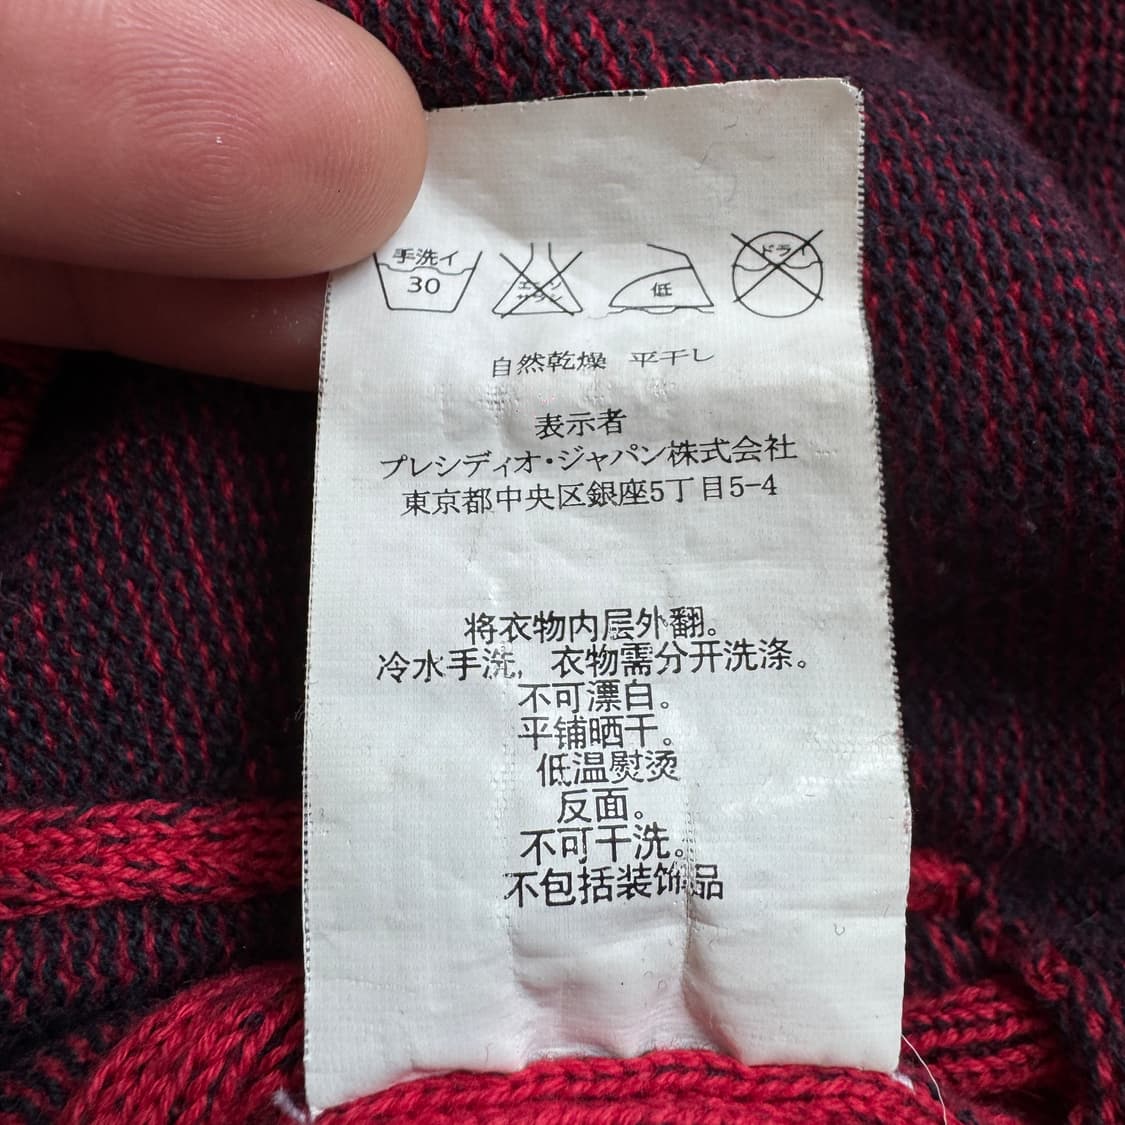 手洗イ
30
エンソ
サラシ
低
ドライ
自然乾燥 平干し
表示者
プレシディオ・ジャパン株式会社
東京都中央区銀座5丁目5-4
将衣物内层外翻。
冷水手洗, 衣物需分开洗涤。
不可漂白。
平铺晒干。
低温熨烫
反面。
不可干洗。
不包括装饰品